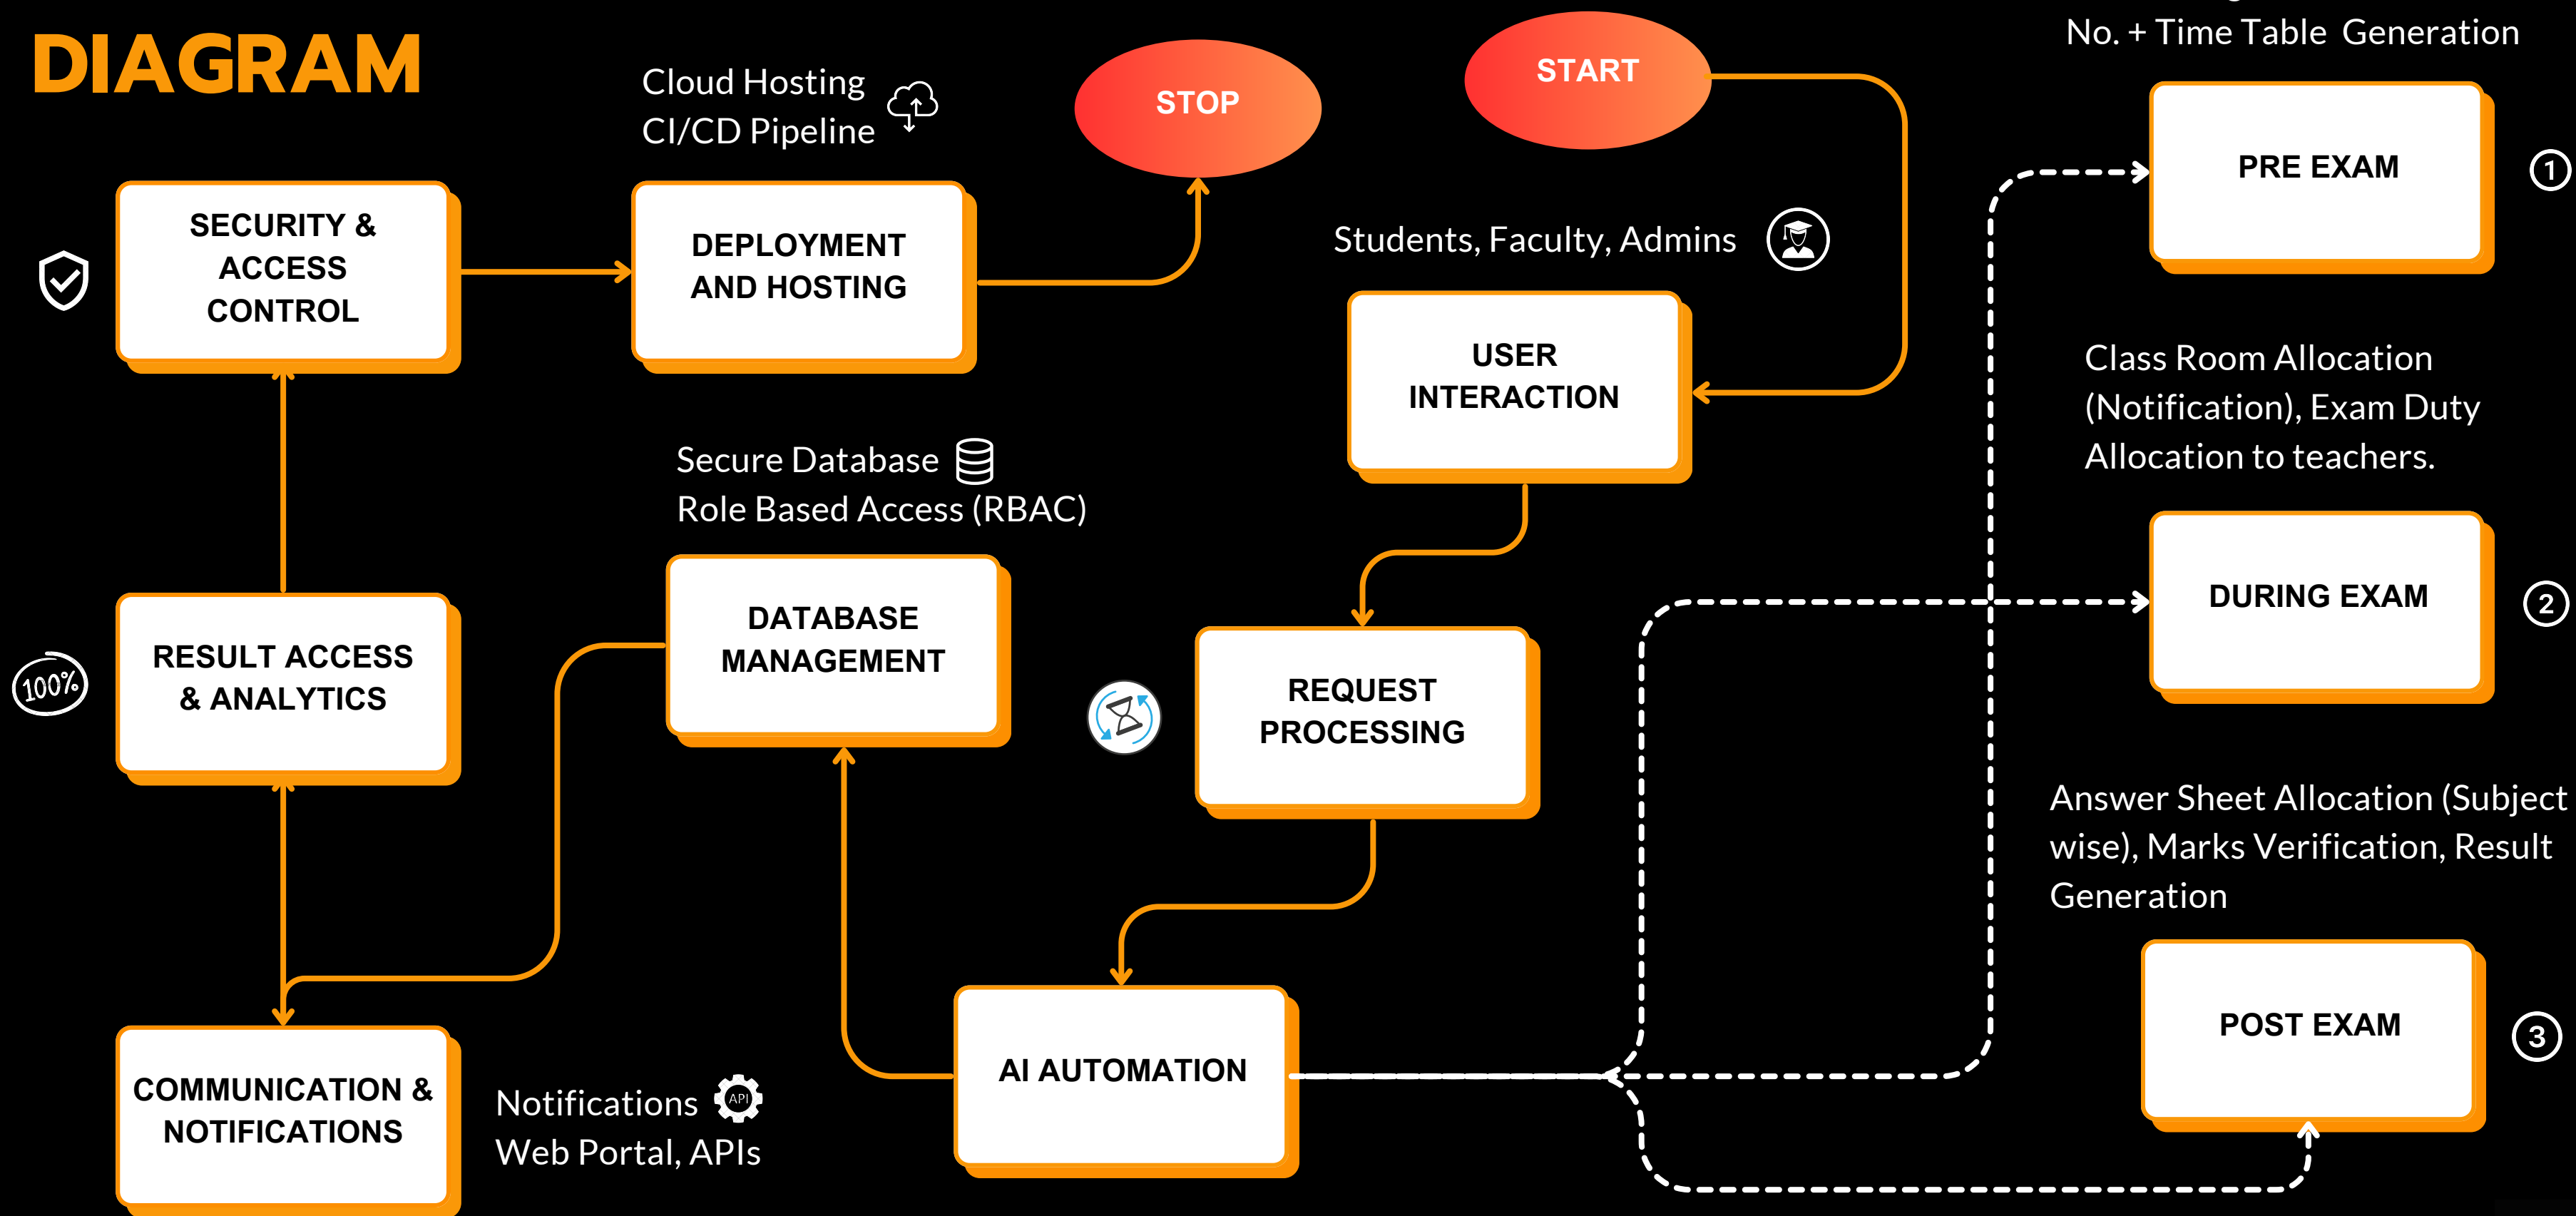 DIAGRAM
Cloud Hosting
CI/CD Pipeline
STOP
START
No. + Time Table Generation
SECURITY &
ACCESS
CONTROL
DEPLOYMENT
AND HOSTING
Students, Faculty, Admins
USER
INTERACTION
PRE EXAM
1
Class Room Allocation
(Notification), Exam Duty
Allocation to teachers.
DURING EXAM
2
Secure Database
Role Based Access (RBAC)
DATABASE
MANAGEMENT
REQUEST
PROCESSING
RESULT ACCESS
& ANALYTICS
100%
Answer Sheet Allocation (Subject
wise), Marks Verification, Result
Generation
POST EXAM
3
AI AUTOMATION
COMMUNICATION &
NOTIFICATIONS
Notifications
API
Web Portal, APIs